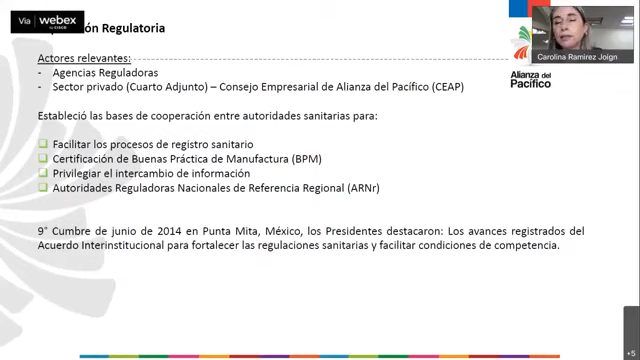 Via webex
by CISCO
ón Regulatoria
Actores relevantes:
- Agencias Reguladoras
- Sector privado (Cuarto Adjunto) – Consejo Empresarial de Alianza del Pacífico (CEAP)
Estableció las bases de cooperación entre autoridades sanitarias para:
Facilitar los procesos de registro sanitario
Certificación de Buenas Práctica de Manufactura (BPM)
Privilegiar el intercambio de información
Autoridades Reguladoras Nacionales de Referencia Regional (ARNr)
9° Cumbre de junio de 2014 en Punta Mita, México, los Presidentes destacaron: Los avances registrados del
Acuerdo Interinstitucional para fortalecer las regulaciones sanitarias y facilitar condiciones de competencia.
Carolina Ramirez Joign
Alianza del
Pacífico
+5